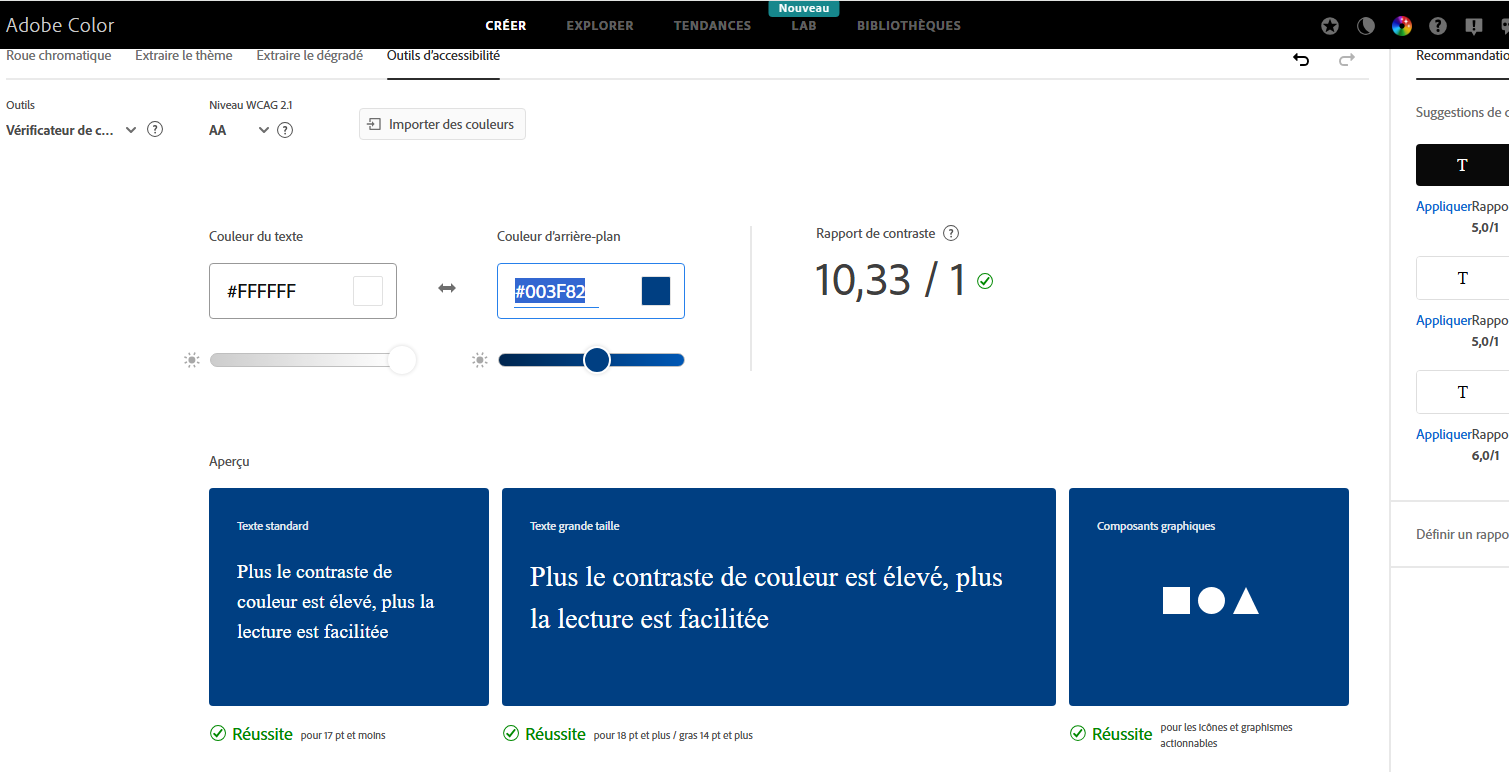 Nouveau
Adobe Color CRÉER EXPLORER TENDANCES LAB BIBLIOTHÈQUES
Roue chromatique Extraire le thème Extraire le dégradé Outils d'accessibilité Recommandatio
Outils Niveau WCAG 2.1
Vérificateur de c... AA Importer des couleurs
Suggestions de c
T
AppliquerRappo
5,0/1
Couleur du texte Couleur d'arrière-plan Rapport de contraste
#FFFFFF #003F82 10,33 / 1
T
AppliquerRappo
5,0/1
T
AppliquerRappo
6,0/1
Aperçu
Texte standard
Plus le contraste de
couleur est élevé, plus la
lecture est facilitée
Texte grande taille
Plus le contraste de couleur est élevé, plus
la lecture est facilitée
Composants graphiques
Définir un rappo
Réussite pour 17 pt et moins
Réussite pour 18 pt et plus / gras 14 pt et plus
Réussite pour les icônes et graphismes
actionnables